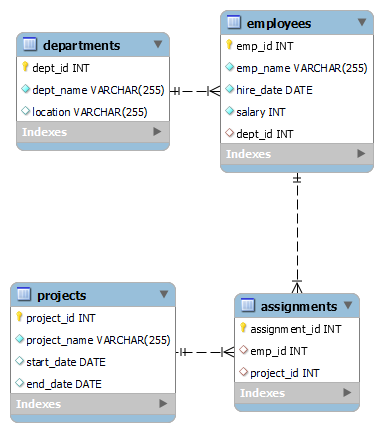 departments
dept_id INT
dept_name VARCHAR(255)
location VARCHAR(255)
Indexes
employees
emp_id INT
emp_name VARCHAR(255)
hire_date DATE
salary INT
dept_id INT
Indexes
projects
project_id INT
project_name VARCHAR(255)
start_date DATE
end_date DATE
Indexes
assignments
assignment_id INT
emp_id INT
project_id INT
Indexes